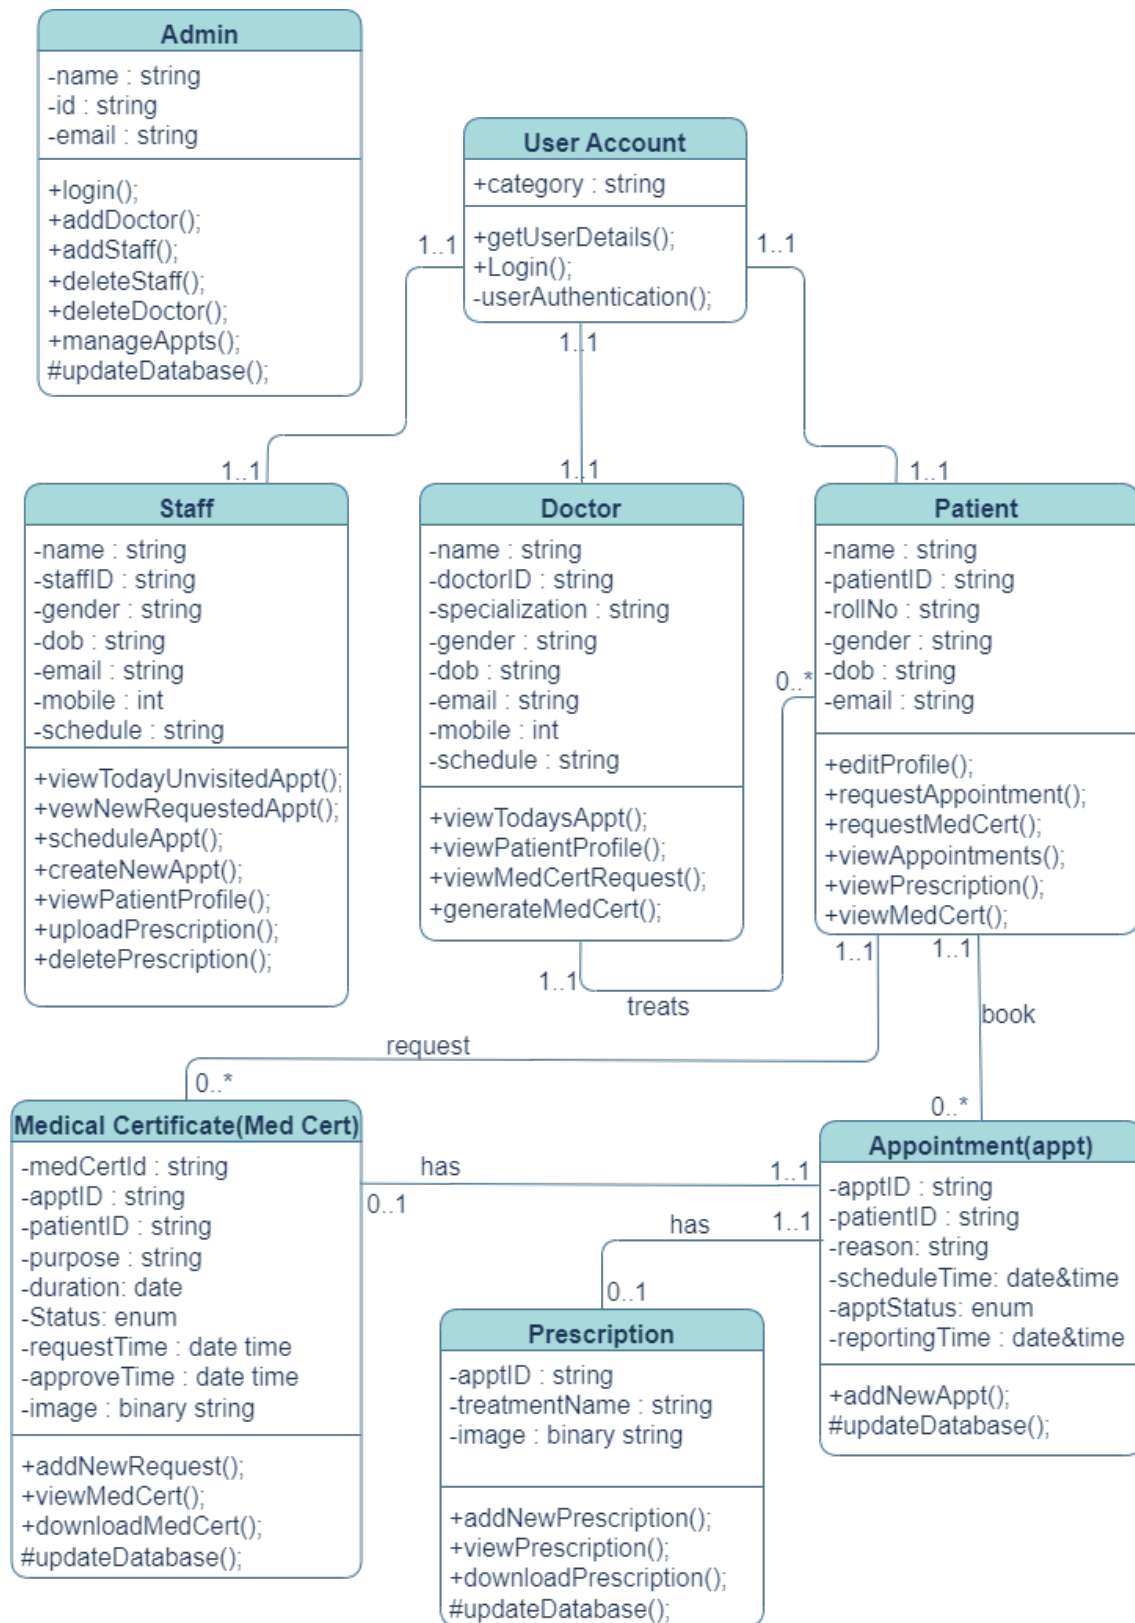 Admin
-name : string
-id : string
-email : string
+login();
+addDoctor();
+addStaff();
+deleteStaff();
+deleteDoctor();
+manageAppts();
#updateDatabase();
User Account
+category : string
+getUserDetails();
+Login();
-userAuthentication();
1..1
1..1
1..1
1..1
1..1
1..1
Staff
-name : string
-staffID : string
-gender : string
-dob : string
-email : string
-mobile : int
-schedule : string
+viewTodayUnvisitedAppt();
+vewNewRequestedAppt();
+scheduleAppt();
+createNewAppt();
+viewPatientProfile();
+uploadPrescription();
+deletePrescription();
Doctor
-name : string
-doctorID : string
-specialization : string
-gender : string
-dob : string
-email : string
-mobile : int
-schedule : string
+viewTodaysAppt();
+viewPatientProfile();
+viewMedCertRequest();
+generateMedCert();
Patient
-name : string
-patientID : string
-rollNo : string
-gender : string
-dob : string
-email : string
+editProfile();
+requestAppointment();
+requestMedCert();
+viewAppointments();
+viewPrescription();
+viewMedCert();
0..*
1..1
treats
1..1
1..1
book
request
0..*
0..*
Medical Certificate(Med Cert)
-medCertId : string
-apptID : string
-patientID : string
-purpose : string
-duration: date
-Status: enum
-requestTime : date time
-approveTime : date time
-image : binary string
+addNewRequest();
+viewMedCert();
+downloadMedCert();
#updateDatabase();
has
0..1
1..1
has
1..1
0..1
Appointment(appt)
-apptID : string
-patientID : string
-reason: string
-scheduleTime: date&time
-apptStatus: enum
-reportingTime : date&time
+addNewAppt();
#updateDatabase();
Prescription
-apptID : string
-treatmentName : string
-image : binary string
+addNewPrescription();
+viewPrescription();
+downloadPrescription();
#updateDatabase();